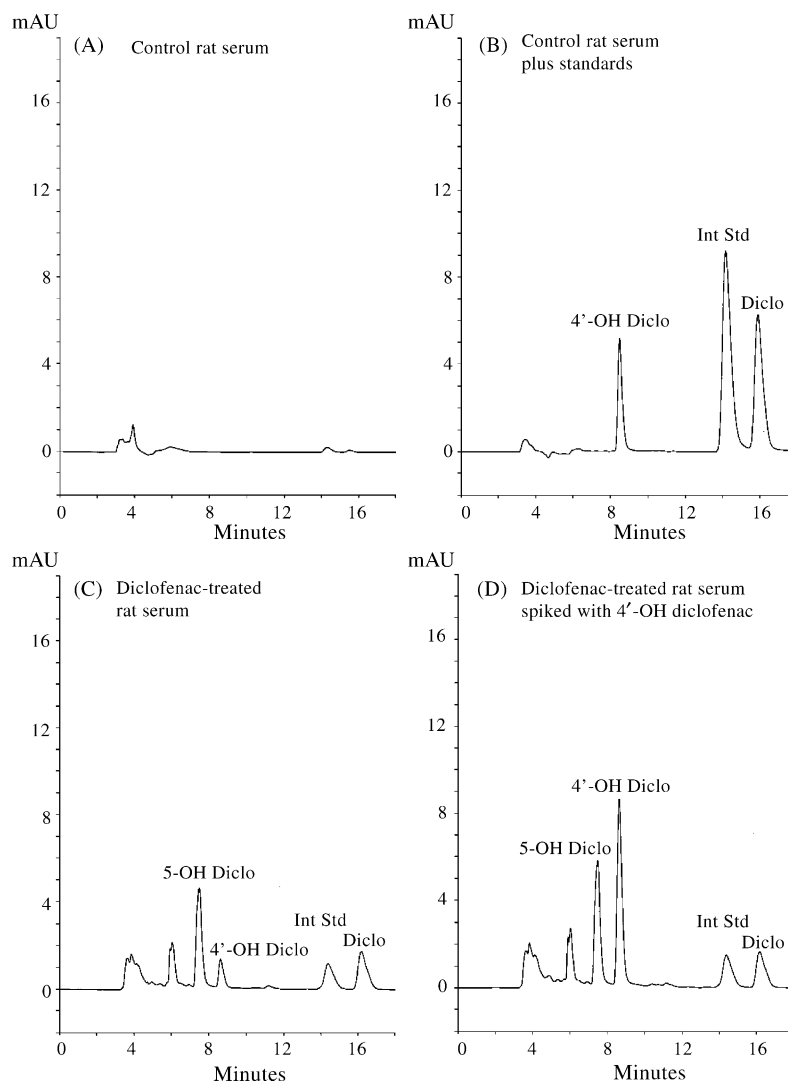 mAU
(A) Control rat serum
16
12
8
4
0
0 4 8 12 16
Minutes
mAU
(B) Control rat serum
plus standards
16
12
8
4
0
Int Std
Diclo
4'-OH Diclo
0 4 8 12 16
Minutes
mAU
(C) Diclofenac-treated
rat serum
16
12
8
4
0
5-OH Diclo
4'-OH Diclo
Int Std
Diclo
0 4 8 12 16
Minutes
mAU
(D) Diclofenac-treated rat serum
spiked with 4′-OH diclofenac
16
12
8
4
0
4'-OH Diclo
5-OH Diclo
Int Std
Diclo
0 4 8 12 16
Minutes